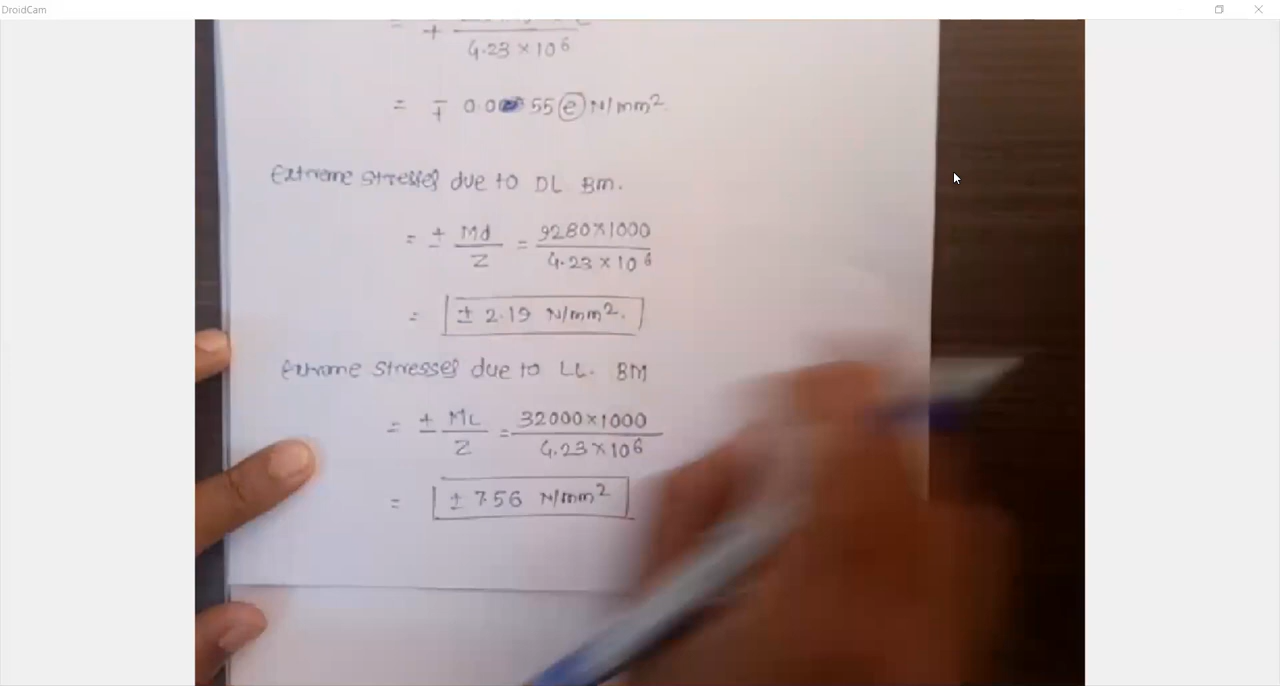 DroidCam
4.23 × 10⁶
= ∓ 0.0 55 e N/mm²
Extreme stresses due to DL BM.
= ± Md/Z = 9280×1000/4.23 × 10⁶
= ± 2.19 N/mm².
Extreme stresses due to LL. BM
= ± ML/Z = 32000×1000/4.23×10⁶
= ± 7.56 N/mm²